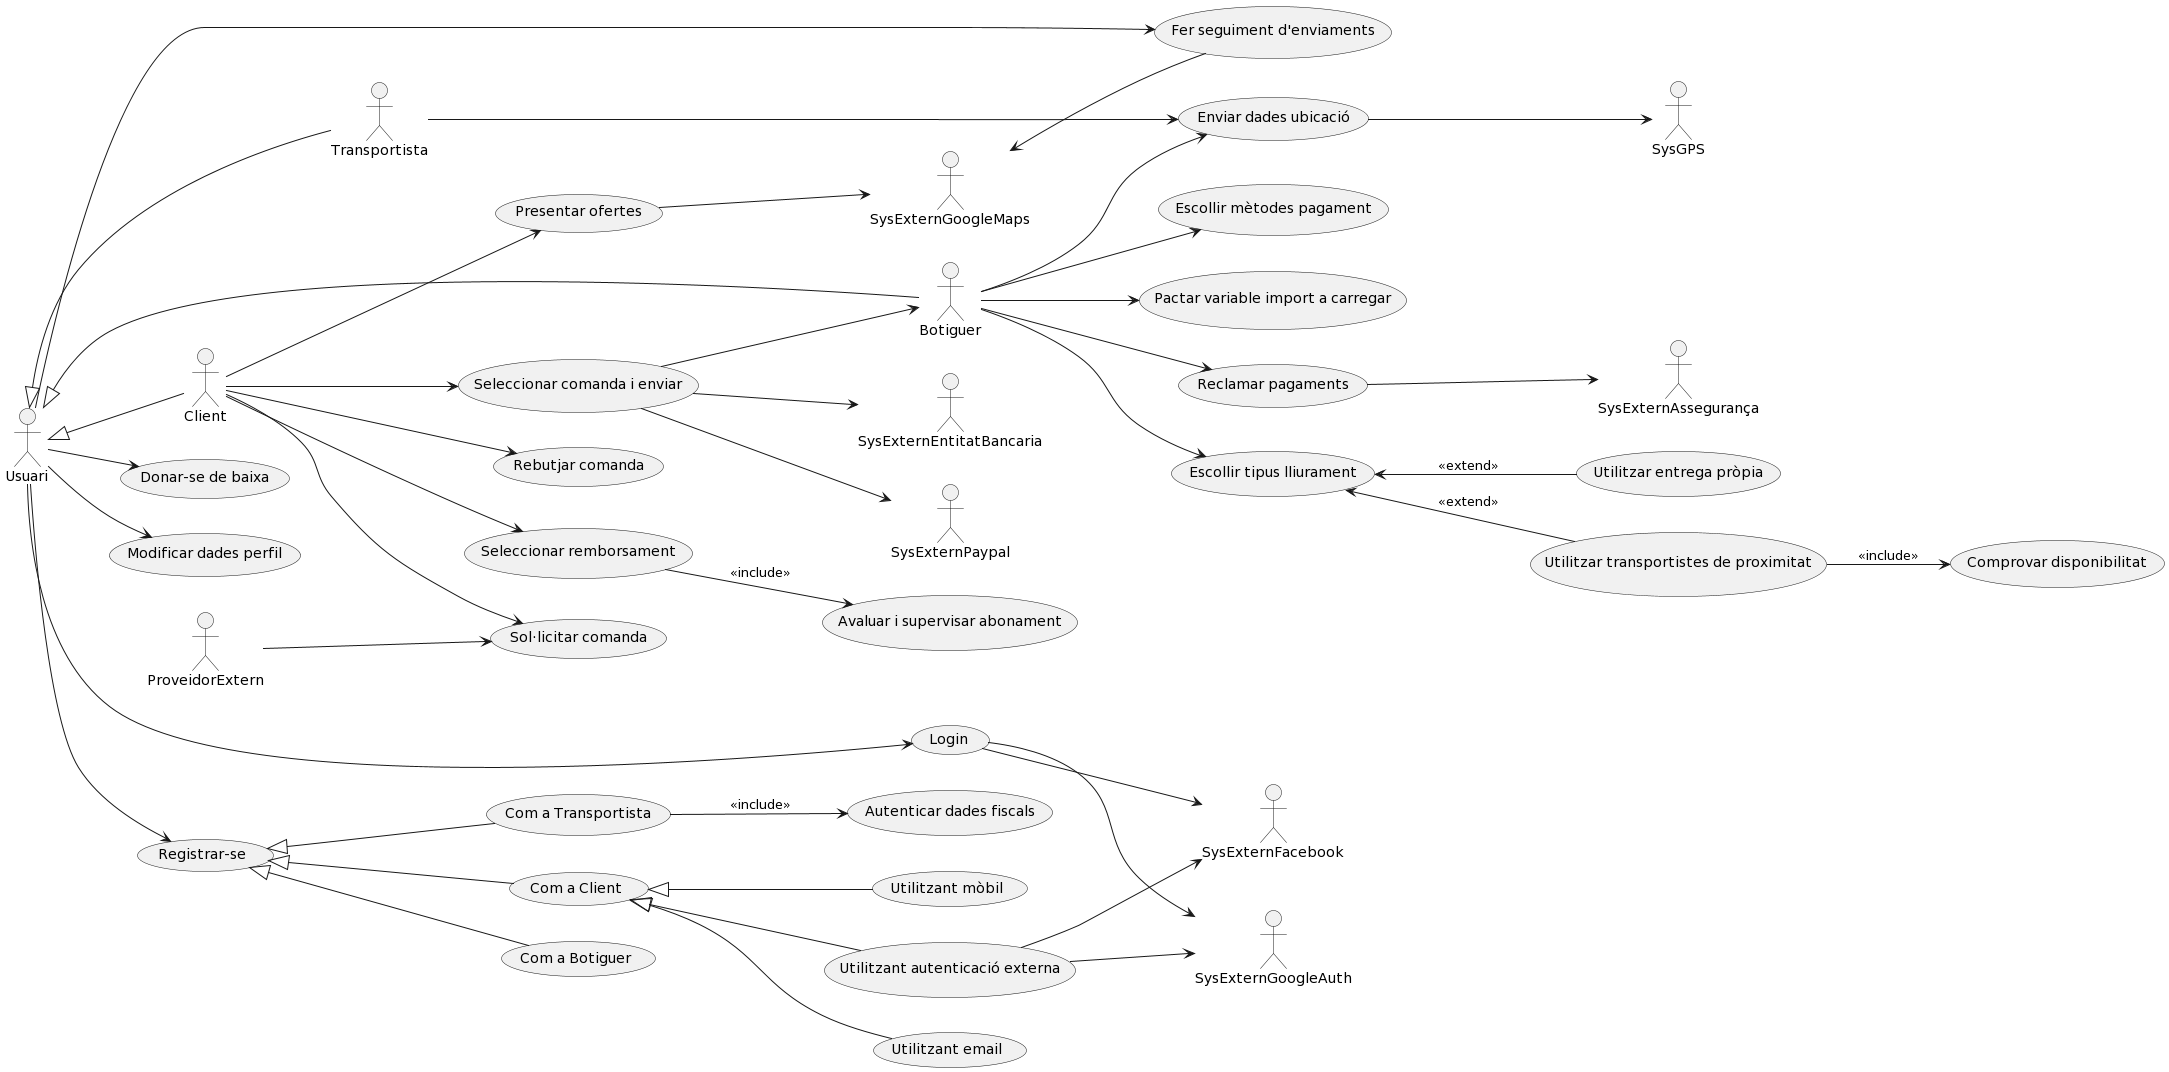 Fer seguiment d'enviaments
Transportista
Enviar dades ubicació
SysGPS
Presentar ofertes
SysExternGoogleMaps
Escollir mètodes pagament
Botiguer
Pactar variable import a carregar
Client
Seleccionar comanda i enviar
Reclamar pagaments
SysExternAssegurança
SysExternEntitatBancaria
Usuari
Donar-se de baixa
Rebutjar comanda
Escollir tipus lliurament
«extend»
Utilitzar entrega pròpia
«extend»
Modificar dades perfil
Seleccionar remborsament
SysExternPaypal
Utilitzar transportistes de proximitat
«include»
Comprovar disponibilitat
«include»
Avaluar i supervisar abonament
Sol·licitar comanda
ProveidorExtern
Login
Com a Transportista
«include»
Autenticar dades fiscals
SysExternFacebook
Registrar-se
Com a Client
Utilitzant mòbil
Com a Botiguer
Utilitzant autenticació externa
SysExternGoogleAuth
Utilitzant email